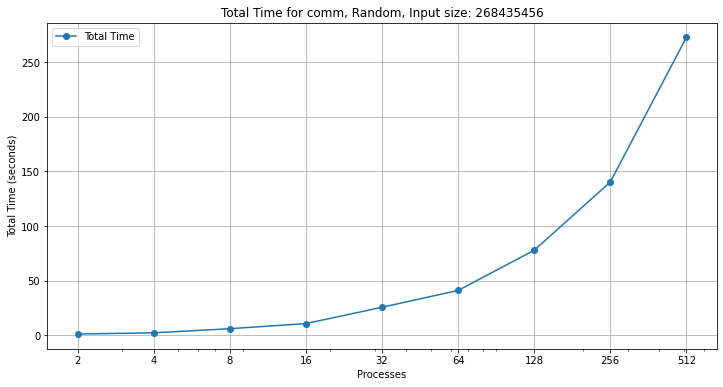 Total Time for comm, Random, Input size: 268435456
Total Time
250
200
150
100
50
0
Total Time (seconds)
2 4 8 16 32 64 128 256 512
Processes